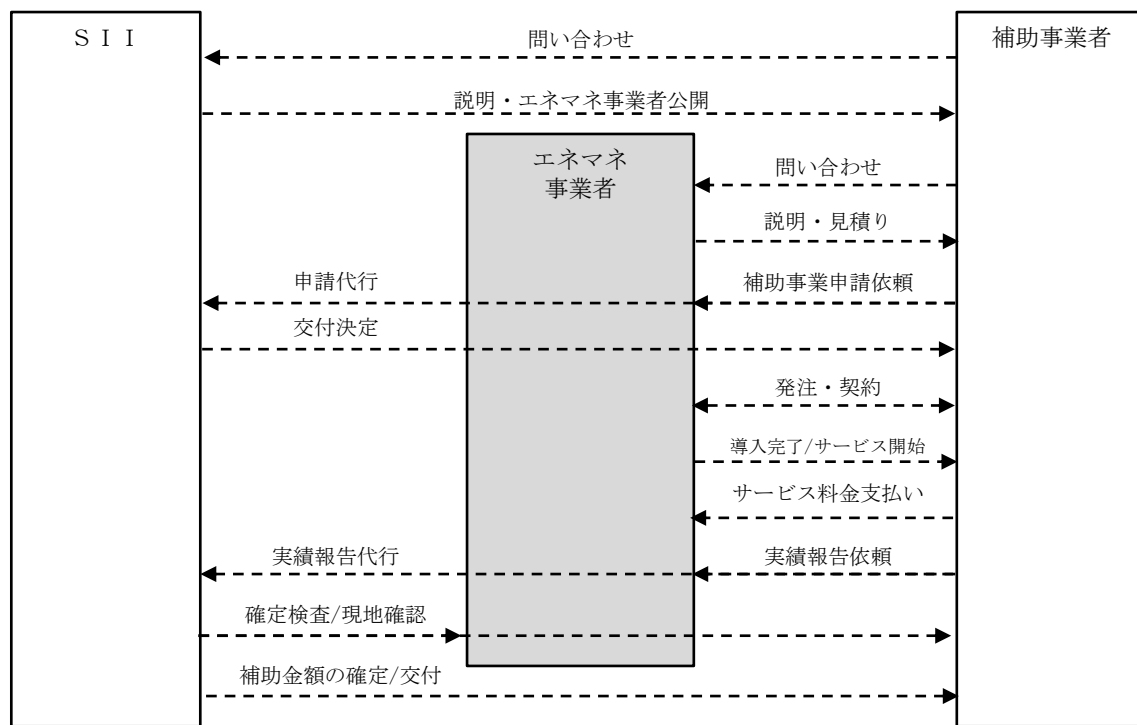 ＳＩＩ
補助事業者
問い合わせ
説明・エネマネ事業者公開
エネマネ
事業者
問い合わせ
説明・見積り
申請代行
補助事業申請依頼
交付決定
発注・契約
導入完了/サービス開始
サービス料金支払い
実績報告代行
実績報告依頼
確定検査/現地確認
補助金額の確定/交付